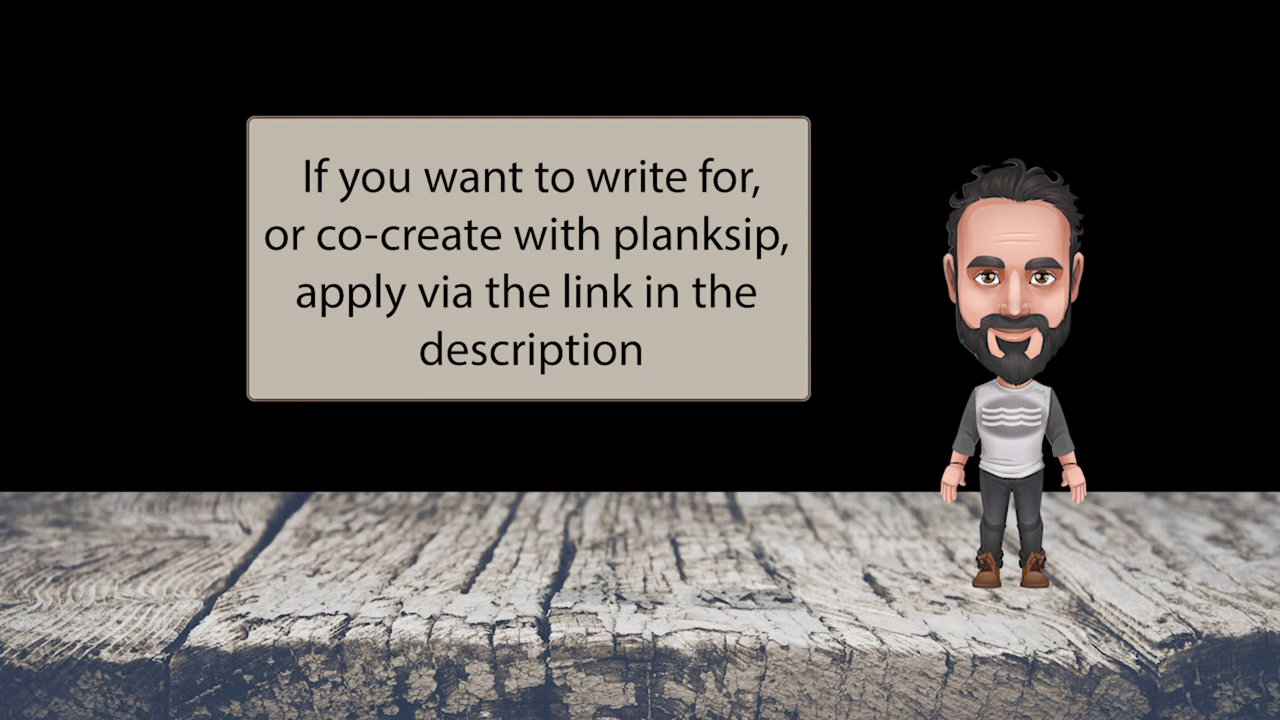 If you want to write for,
or co-create with planksip,
apply via the link in the
description